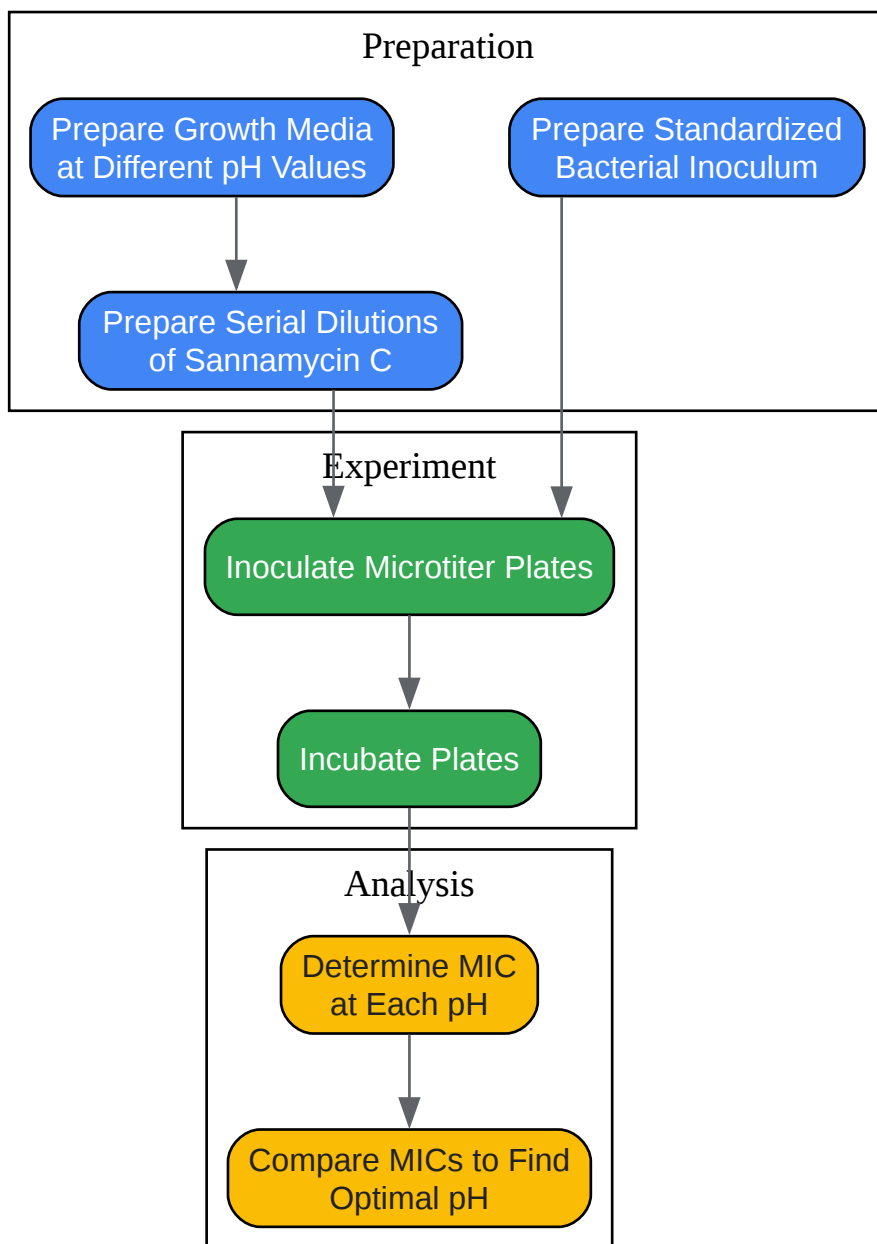 Preparation
Prepare Growth Media
at Different pH Values
Prepare Standardized
Bacterial Inoculum
Prepare Serial Dilutions
of Sannamycin C
Experiment
Inoculate Microtiter Plates
Incubate Plates
Analysis
Determine MIC
at Each pH
Compare MICs to Find
Optimal pH